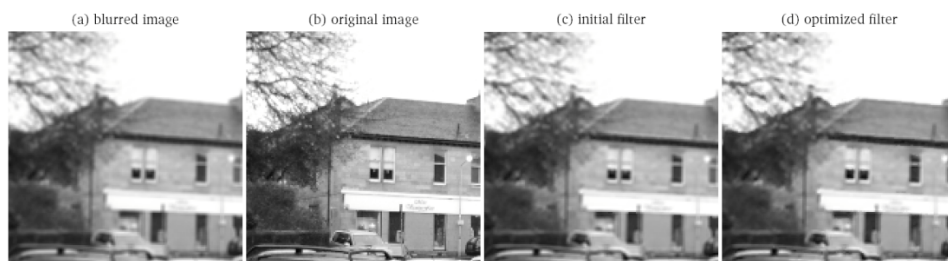 (a) blurred image
(b) original image
(c) initial filter
(d) optimized filter